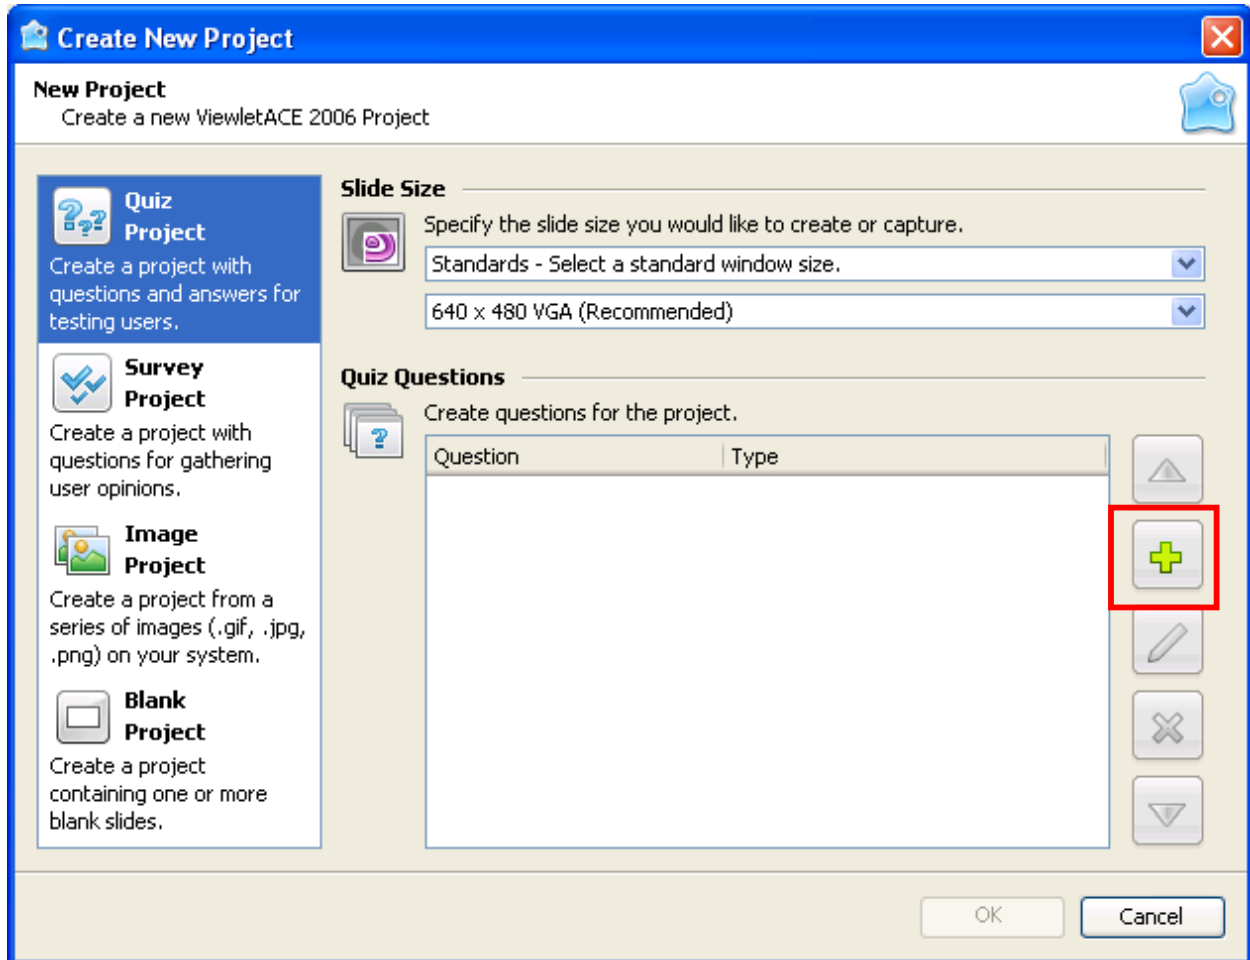 Create New Project
New Project
Create a new ViewletACE 2006 Project
Quiz
Project
Create a project with
questions and answers for
testing users.
Survey
Project
Create a project with
questions for gathering
user opinions.
Image
Project
Create a project from a
series of images (.gif, .jpg,
.png) on your system.
Blank
Project
Create a project
containing one or more
blank slides.
Slide Size
Specify the slide size you would like to create or capture.
Standards - Select a standard window size.
640 x 480 VGA (Recommended)
Quiz Questions
Create questions for the project.
Question Type
OK Cancel